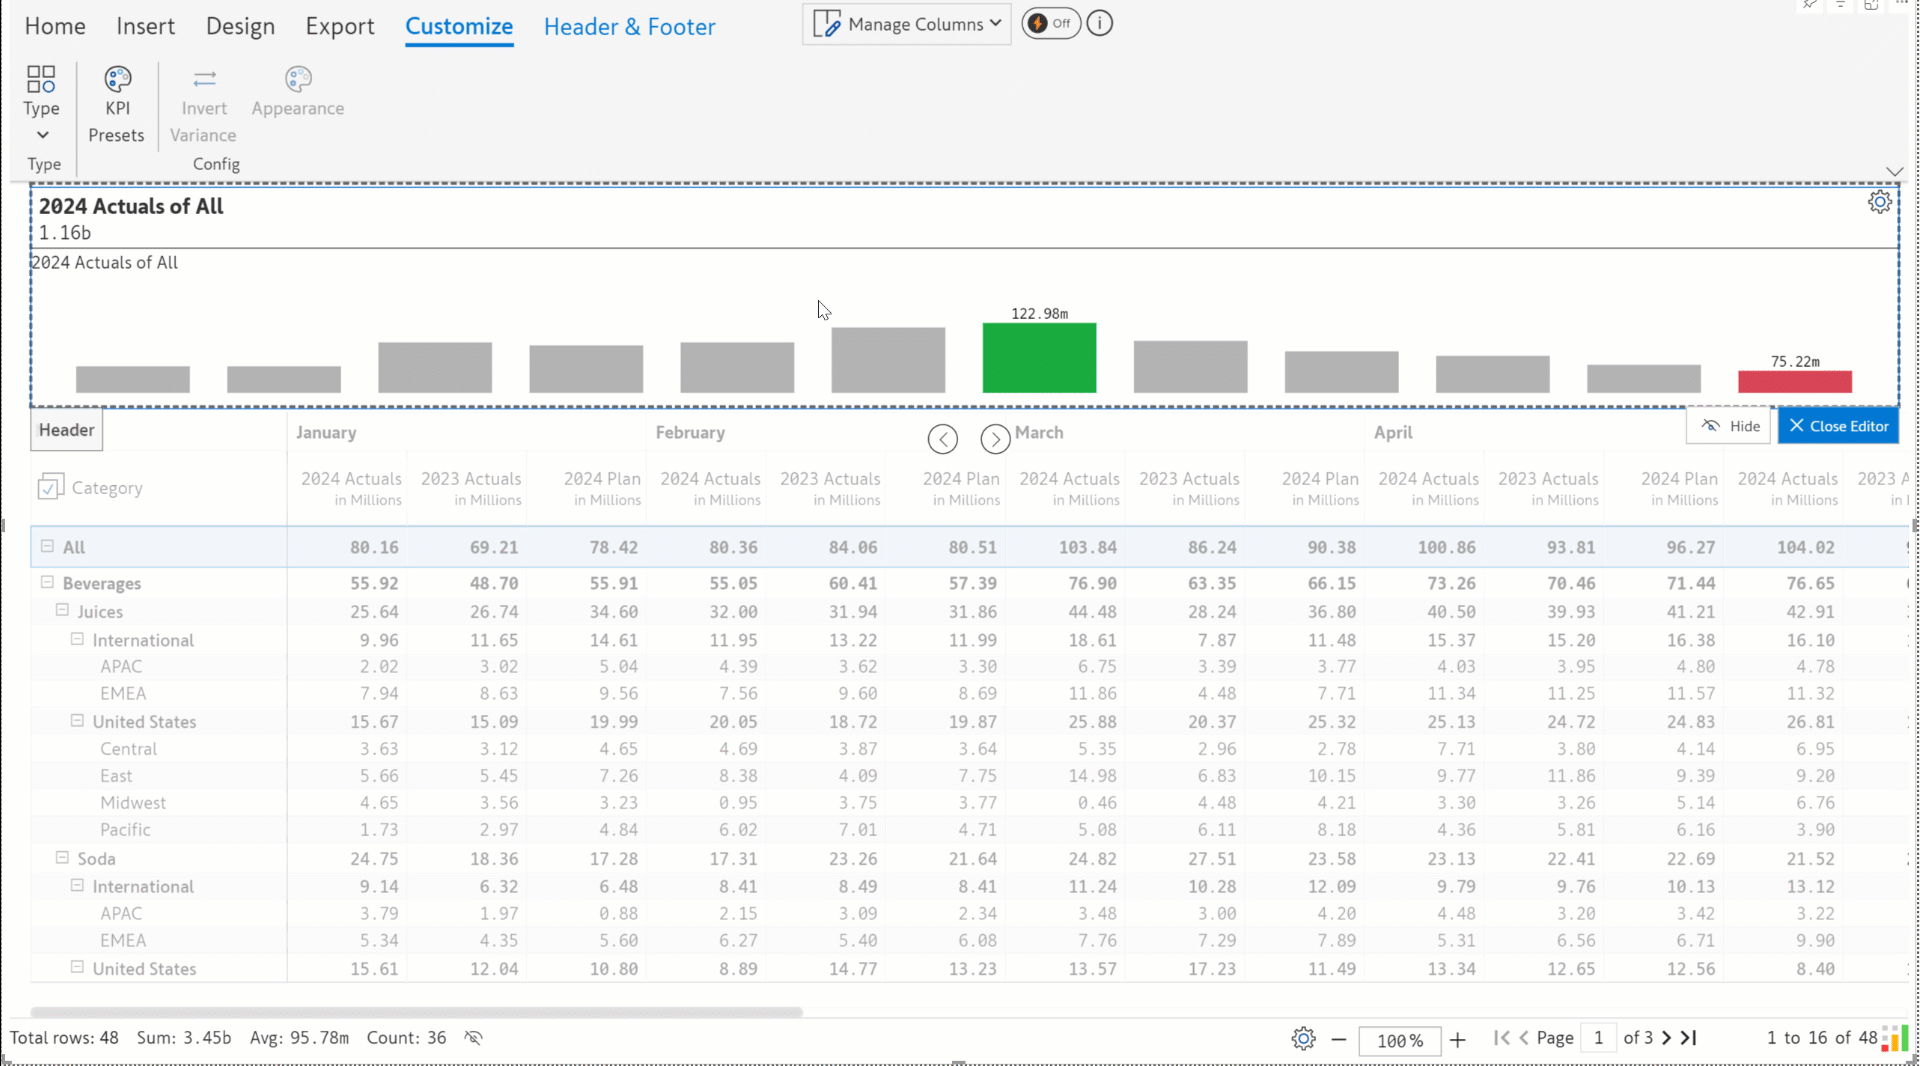 Home Insert Design Export Customize Header & Footer Manage Columns Off i
Type KPI Presets Invert Variance Appearance
Type Config
2024 Actuals of All
1.16b
2024 Actuals of All
122.98m
75.22m
Header January February March April Hide Close Editor
Category 2024 Actuals 2023 Actuals 2024 Plan 2024 Actuals 2023 Actuals 2024 Plan 2024 Actuals 2023 Actuals 2024 Plan 2024 Actuals 2023 Actuals 2024 Plan 2024 Actuals 2023 A
in Millions in Millions in Millions in Millions in Millions in Millions in Millions in Millions in Millions in Millions in Millions in Millions in Millions in
All 80.16 69.21 78.42 80.36 84.06 80.51 103.84 86.24 90.38 100.86 93.81 96.27 104.02
Beverages 55.92 48.70 55.91 55.05 60.41 57.39 76.90 63.35 66.15 73.26 70.46 71.44 76.65
Juices 25.64 26.74 34.60 32.00 31.94 31.86 44.48 28.24 36.80 40.50 39.93 41.21 42.91
International 9.96 11.65 14.61 11.95 13.22 11.99 18.61 7.87 11.48 15.37 15.20 16.38 16.10
APAC 2.02 3.02 5.04 4.39 3.62 3.30 6.75 3.39 3.77 4.03 3.95 4.80 4.78
EMEA 7.94 8.63 9.56 7.56 9.60 8.69 11.86 4.48 7.71 11.34 11.25 11.57 11.32
United States 15.67 15.09 19.99 20.05 18.72 19.87 25.88 20.37 25.32 25.13 24.72 24.83 26.81
Central 3.63 3.12 4.65 4.69 3.87 3.64 5.35 2.96 2.78 7.71 3.80 4.14 6.95
East 5.66 5.45 7.26 8.38 4.09 7.75 14.98 6.83 10.15 9.77 11.86 9.39 9.20
Midwest 4.65 3.56 3.23 0.95 3.75 3.77 0.46 4.48 4.21 3.30 3.26 5.14 6.76
Pacific 1.73 2.97 4.84 6.02 7.01 4.71 5.08 6.11 8.18 4.36 5.81 6.16 3.90
Soda 24.75 18.36 17.28 17.31 23.26 21.64 24.82 27.51 23.58 23.13 22.41 22.69 21.52
International 9.14 6.32 6.48 8.41 8.49 8.41 11.24 10.28 12.09 9.79 9.76 10.13 13.12
APAC 3.79 1.97 0.88 2.15 3.09 2.34 3.48 3.00 4.20 4.48 3.20 3.42 3.22
EMEA 5.34 4.35 5.60 6.27 5.40 6.08 7.76 7.29 7.89 5.31 6.56 6.71 9.90
United States 15.61 12.04 10.80 8.89 14.77 13.23 13.57 17.23 11.49 13.34 12.65 12.56 8.40
Total rows: 48 Sum: 3.45b Avg: 95.78m Count: 36 100% Page 1 of 3 1 to 16 of 48